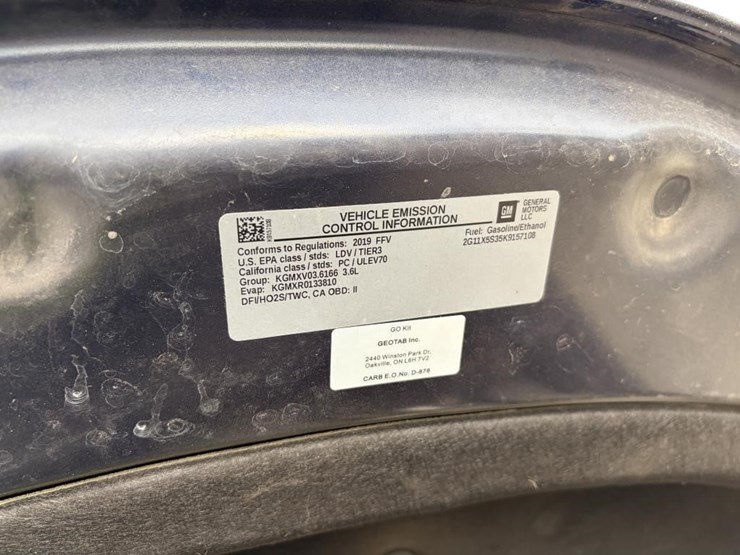 K9157108
VEHICLE EMISSION
CONTROL INFORMATION
GM
GENERAL
MOTORS
LLC
Conforms to Regulations: 2019 FFV
Fuel: Gasoline/Ethanol
U.S. EPA class / stds: LDV / TIER3
2G11X5S35K9157108
California class / stds: PC / ULEV70
Group: KGMXV03.6166 3.6L
Evap: KGMXR0133810
DFI/HO2S/TWC, CA OBD: II
GO Kit
GEOTAB Inc.
2440 Winston Park Dr,
Oakville, ON L6H 7V2
CARB E.O.No. D-878